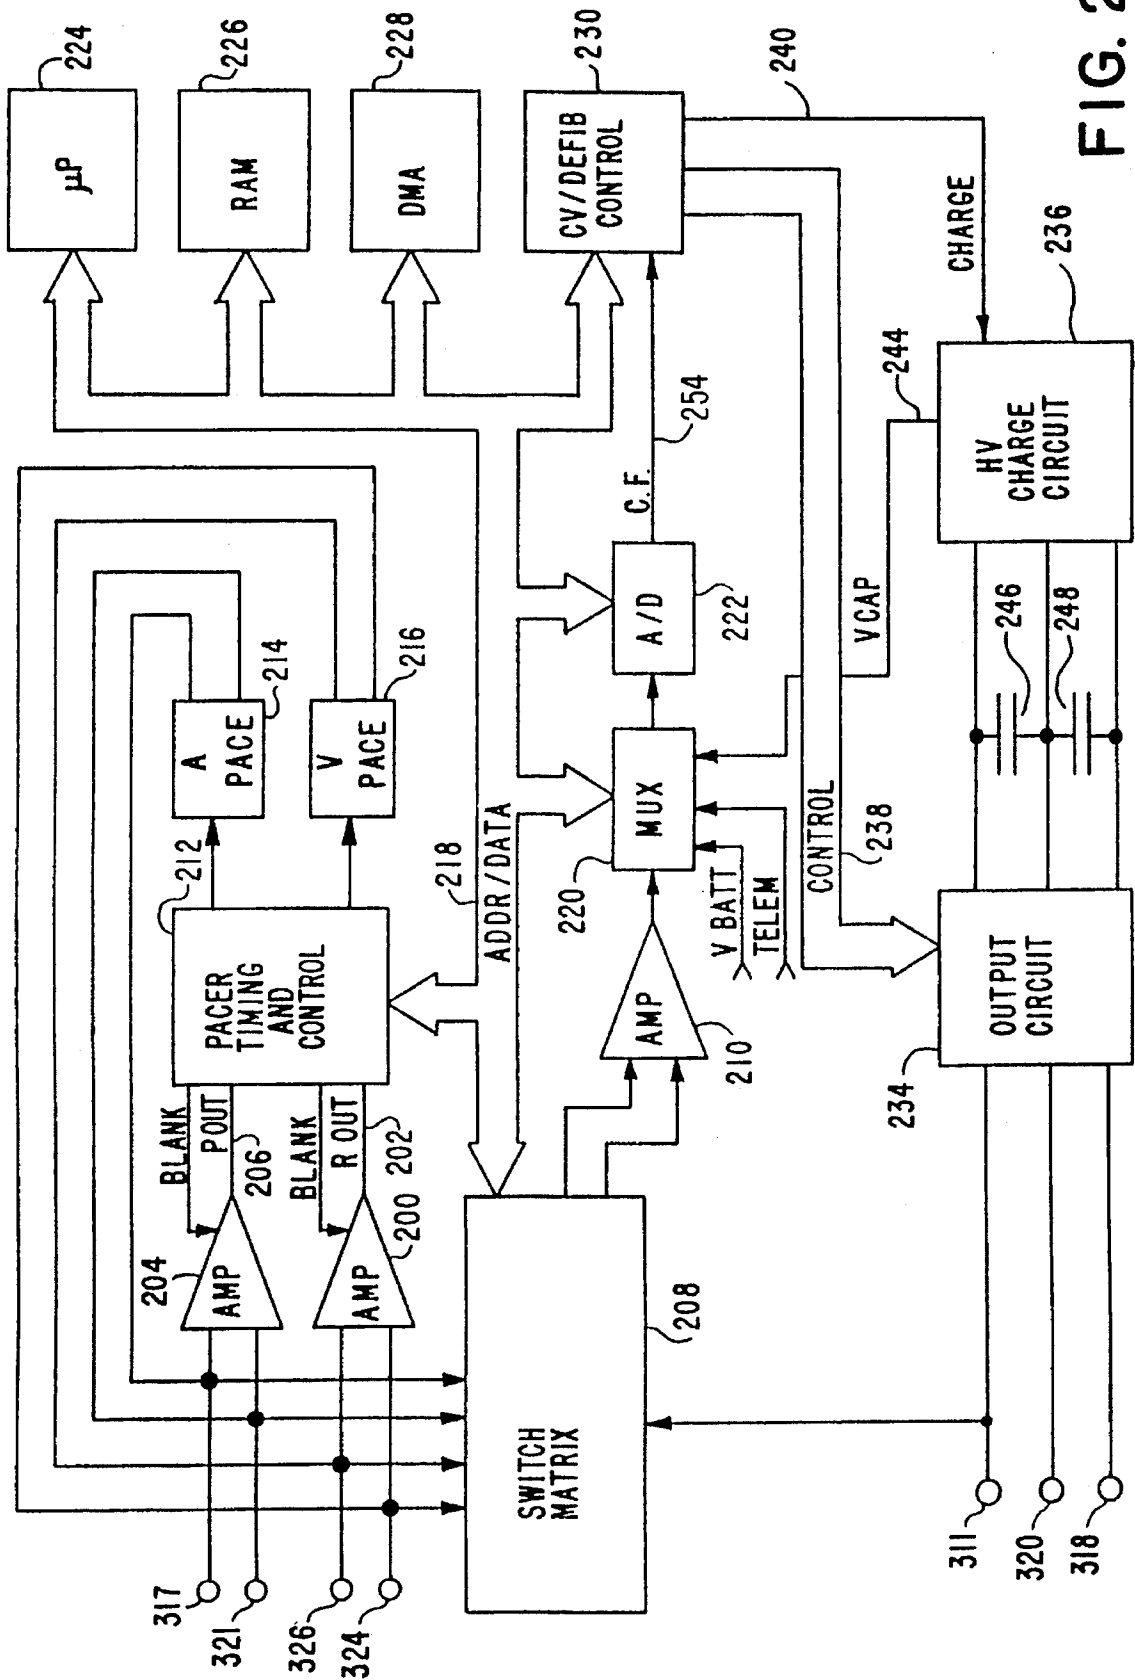 224
µP
226
RAM
228
DMA
230
CV/DEFIB
CONTROL
240
FIG. 2
212
PACER
TIMING
AND
CONTROL
A
PACE
214
V
PACE
216
BLANK
P OUT
206
BLANK
R OUT
202
204
AMP
200
AMP
317
321
326
324
218
ADDR/DATA
SWITCH
MATRIX
208
AMP
210
220
MUX
A/D
222
C.F.
254
V BATT
TELEM
CONTROL
238
VCAP
244
CHARGE
236
HV
CHARGE
CIRCUIT
246
248
234
OUTPUT
CIRCUIT
311
320
318